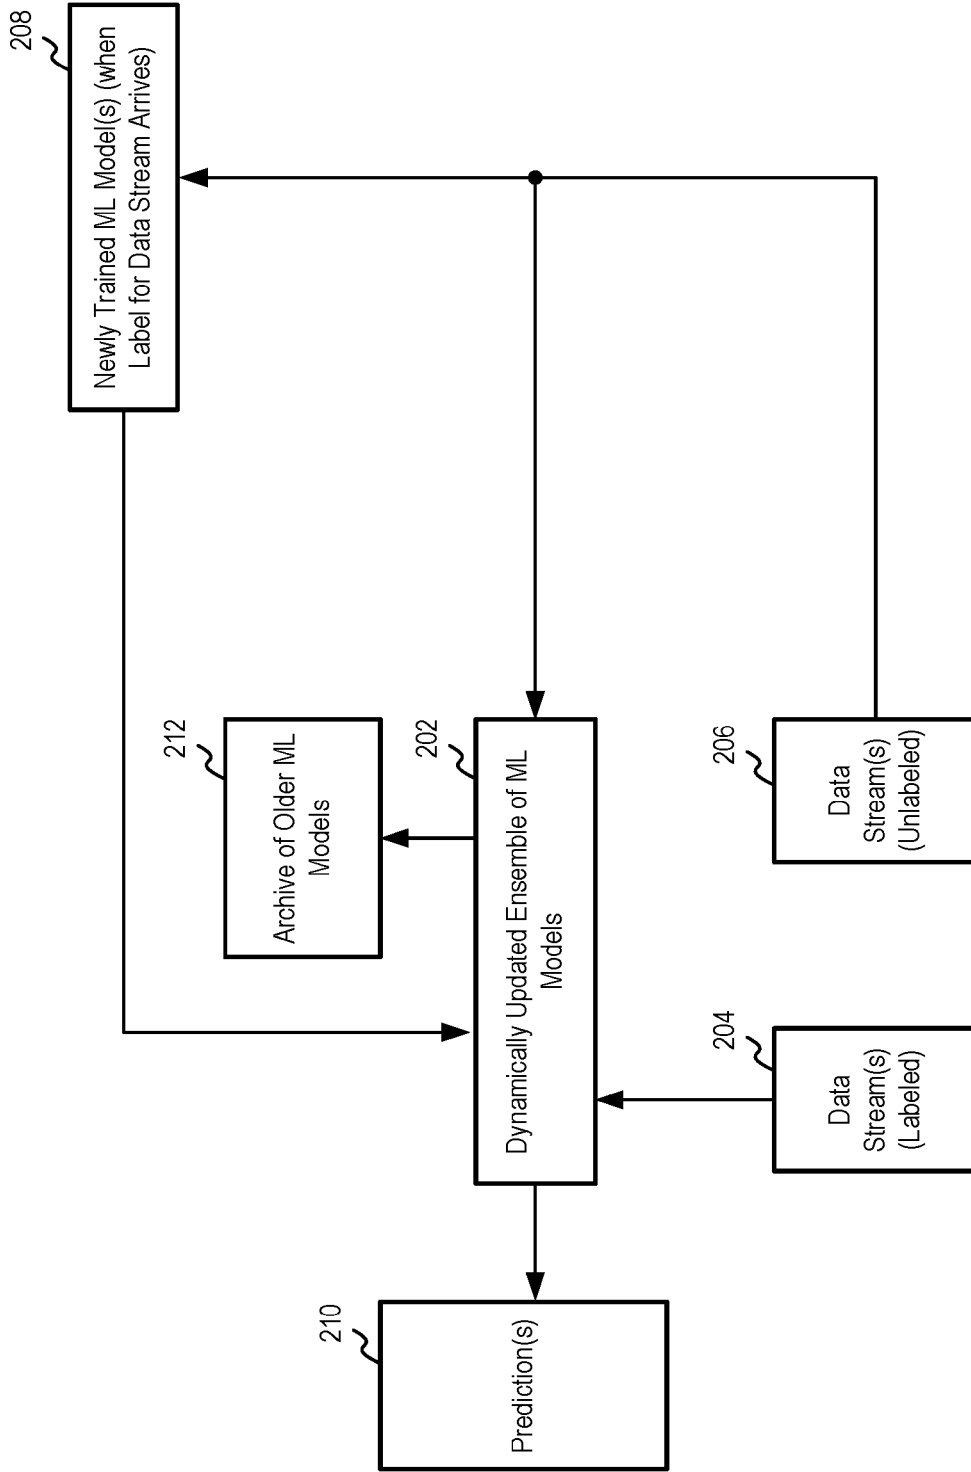 208
Newly Trained ML Model(s) (when
Label for Data Stream Arrives)
212
Archive of Older ML
Models
210
Prediction(s)
202
Dynamically Updated Ensemble of ML
Models
204
Data
Stream(s)
(Labeled)
206
Data
Stream(s)
(Unlabeled)